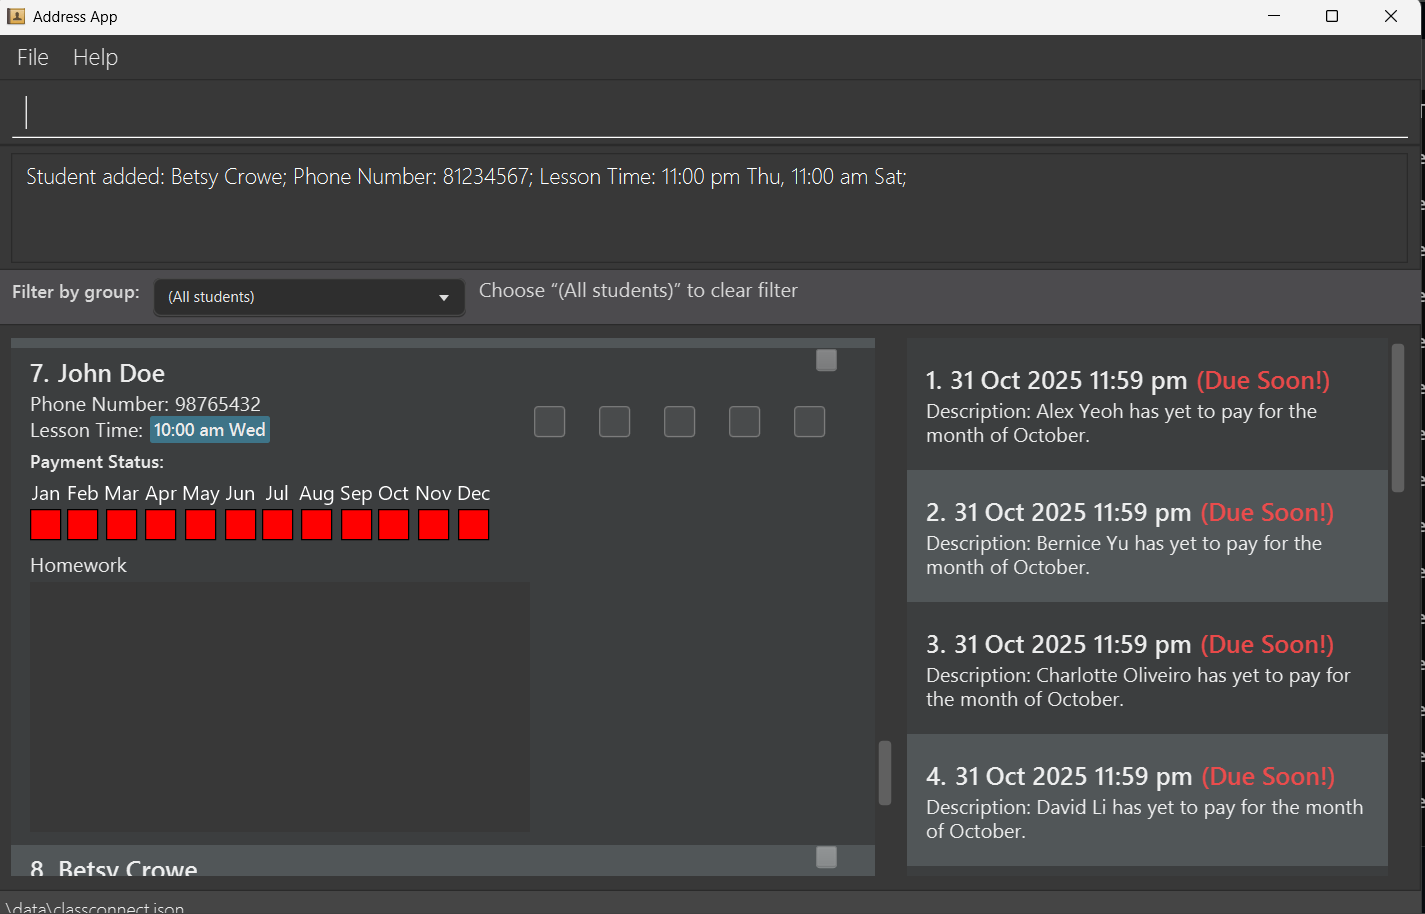 Address App
File Help
Student added: Betsy Crowe; Phone Number: 81234567; Lesson Time: 11:00 pm Thu, 11:00 am Sat;
Filter by group: (All students) Choose “(All students)” to clear filter
7. John Doe
Phone Number: 98765432
Lesson Time: 10:00 am Wed
Payment Status:
Jan Feb Mar Apr May Jun Jul Aug Sep Oct Nov Dec
Homework
8. Betsy Crowe
1. 31 Oct 2025 11:59 pm (Due Soon!)
Description: Alex Yeoh has yet to pay for the
month of October.
2. 31 Oct 2025 11:59 pm (Due Soon!)
Description: Bernice Yu has yet to pay for the
month of October.
3. 31 Oct 2025 11:59 pm (Due Soon!)
Description: Charlotte Oliveiro has yet to pay for
the month of October.
4. 31 Oct 2025 11:59 pm (Due Soon!)
Description: David Li has yet to pay for the month
of October.
.\data\classconnect.json